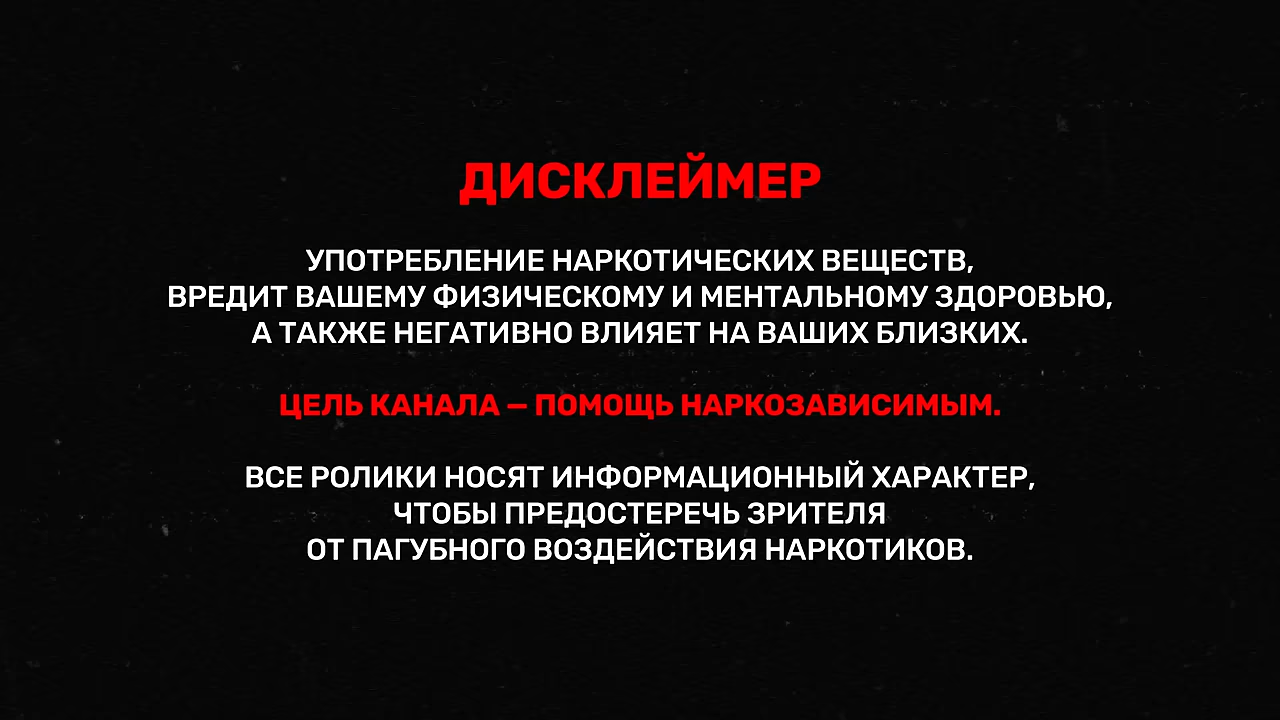 ДИСКЛЕЙМЕР
УПОТРЕБЛЕНИЕ НАРКОТИЧЕСКИХ ВЕЩЕСТВ,
ВРЕДИТ ВАШЕМУ ФИЗИЧЕСКОМУ И МЕНТАЛЬНОМУ ЗДОРОВЬЮ,
А ТАКЖЕ НЕГАТИВНО ВЛИЯЕТ НА ВАШИХ БЛИЗКИХ.
ЦЕЛЬ КАНАЛА — ПОМОЩЬ НАРКОЗАВИСИМЫМ.
ВСЕ РОЛИКИ НОСЯТ ИНФОРМАЦИОННЫЙ ХАРАКТЕР,
ЧТОБЫ ПРЕДОСТЕРЕЧЬ ЗРИТЕЛЯ
ОТ ПАГУБНОГО ВОЗДЕЙСТВИЯ НАРКОТИКОВ.